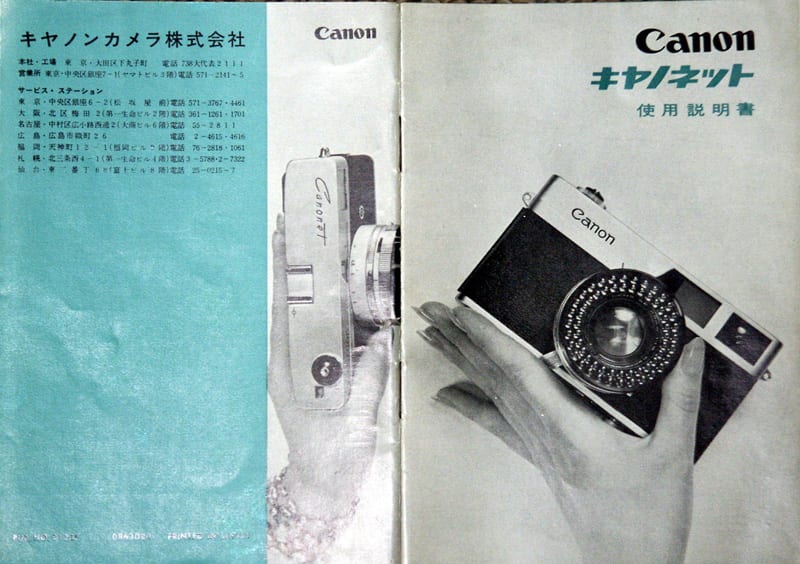 キヤノンカメラ株式会社
本社・工場 東京・大田区下丸子町 電話 738大代表2111
営業所 東京・中央区銀座7-1(ヤマトビル3階)電話 571-2141~5
サービス・ステーション
東京・中央区銀座6-2(松坂屋前)電話 571-3767・4461
大阪・北区梅田2(第一生命ビル2階)電話 361-1261・1701
名古屋・中村区広小路西通2(大商ビル6階)電話 55-2811
広島・広島市 町26 電話 2-4615・4616
福岡・天神町12-1(福岡ビル 階)電話 76-2818・1061
札幌・北三条西4-1(第一生命ビル4階)電話3-5788・2-7322
仙台・東二番丁68(富士ビル8階)電話 25-0215~7
PUB. NO.
PRINTED IN JAPAN
Canon
Canonet
Canon
キヤノネット
使用説明書
Canon